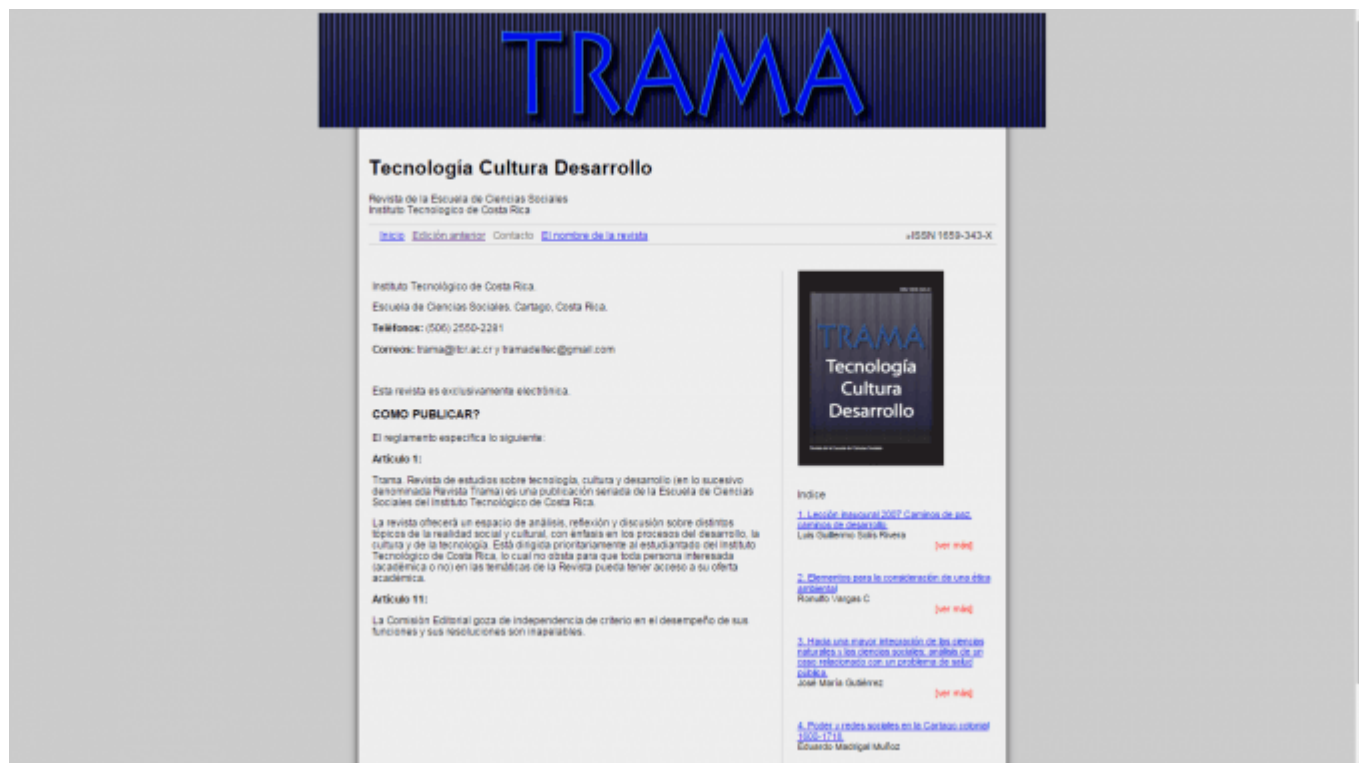 TRAMA
Tecnología Cultura Desarrollo
Revista de la Escuela de Ciencias Sociales
Instituto Tecnologico de Costa Rica
Inicio Edición anterior Contacto El nombre de la revista
ISSN 1659-343-X
Instituto Tecnológico de Costa Rica.
Escuela de Ciencias Sociales, Cartago, Costa Rica.
Teléfonos: (506) 2550-2281
Correos: trama@itcr.ac.cr y tramadeltec@gmail.com
Esta revista es exclusivamente electrónica.
COMO PUBLICAR?
El reglamento especifica lo siguiente:
Artículo 1:
Trama. Revista de estudios sobre tecnología, cultura y desarrollo (en lo sucesivo
denominada Revista Trama) es una publicación seriada de la Escuela de Ciencias
Sociales del Instituto Tecnológico de Costa Rica.
La revista ofrecerá un espacio de análisis, reflexión y discusión sobre distintos
tópicos de la realidad social y cultural, con énfasis en los procesos del desarrollo, la
cultura y de la tecnología. Está dirigida prioritariamente al estudiantado del Instituto
Tecnológico de Costa Rica, lo cual no obsta para que toda persona interesada
(académica o no) en las temáticas de la Revista pueda tener acceso a su oferta
académica.
Artículo 11:
La Comisión Editorial goza de independencia de criterio en el desempeño de sus
funciones y sus resoluciones son inapelables.
TRAMA
Tecnología
Cultura
Desarrollo
Revista de la Escuela de Ciencias Sociales
Indice
1. Lección inaugural 2007 Caminos de paz,
caminos de desarrollo.
Luis Guillermo Solis Rivera
[ver más]
2. Elementos para la consideración de una ética
ambiental
Romulfo Vargas C
[ver más]
3. Hacia una mayor integración de las ciencias
naturales y las ciencias sociales: análisis de un
caso relacionado con un problema de salud
pública.
José María Gutiérrez
[ver más]
4. Poder y redes sociales en la Cartago colonial
1600-1718.
Eduardo Madrigal Muñoz